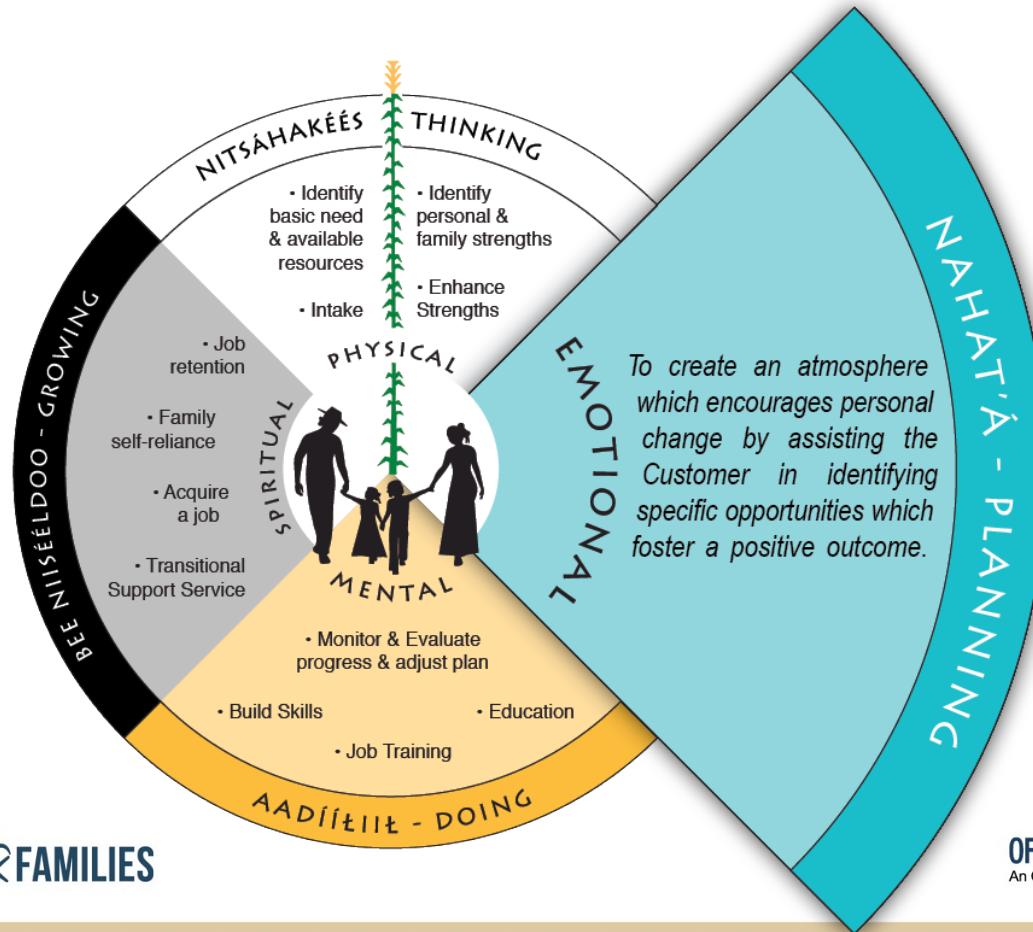 NITSÁHAKÉÉS
THINKING
• Identify
basic need
& available
resources
• Intake
• Identify
personal &
family strengths
• Enhance
Strengths
PHYSICAL
NAHAT'Á - PLANNING
EMOTIONAL
To create an atmosphere
which encourages personal
change by assisting the
Customer in identifying
specific opportunities which
foster a positive outcome.
AADÍÍŁIIŁ - DOING
MENTAL
• Monitor & Evaluate
progress & adjust plan
• Build Skills
• Education
• Job Training
BEE NIISÉÉLDOO - GROWING
SPIRITUAL
• Job
retention
• Family
self-reliance
• Acquire
a job
• Transitional
Support Service
FAMILIES
An